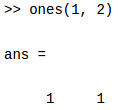 >> ones(1, 2)
ans =
1 1